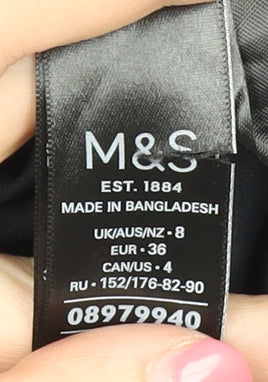 M&S
EST. 1884
MADE IN BANGLADESH
UK/AUS/NZ • 8
EUR • 36
CAN/US • 4
RU • 152/176-82-90
08979940